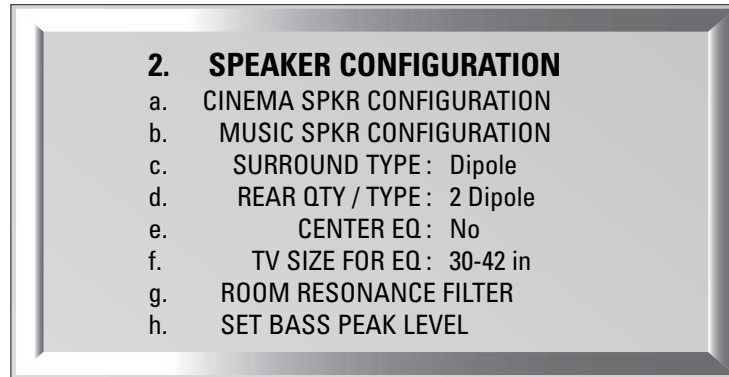 2. SPEAKER CONFIGURATION
a. CINEMA SPKR CONFIGURATION
b. MUSIC SPKR CONFIGURATION
c. SURROUND TYPE : Dipole
d. REAR QTY / TYPE : 2 Dipole
e. CENTER EQ : No
f. TV SIZE FOR EQ : 30-42 in
g. ROOM RESONANCE FILTER
h. SET BASS PEAK LEVEL